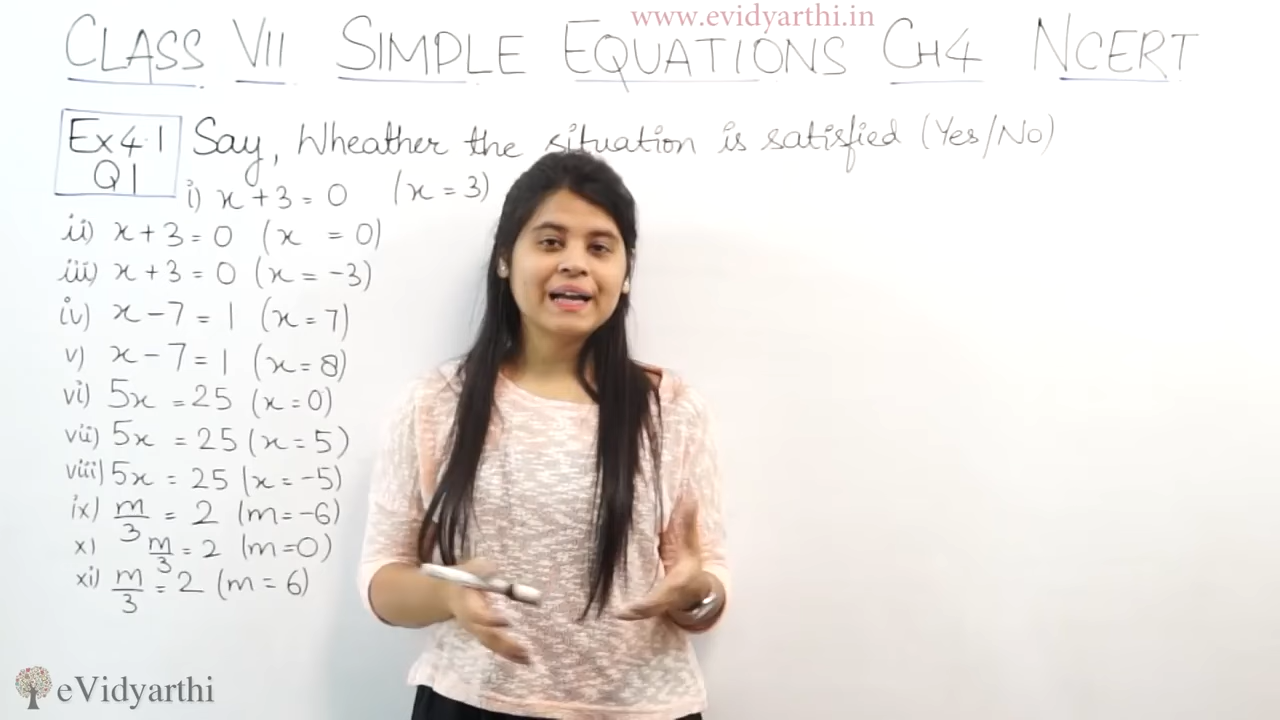 www.evidyarthi.in
CLASS VII SIMPLE EQUATIONS CH4 NCERT
Ex 4.1 Say, Wheather the situation is satisfied (Yes/No)
Q1
i) x + 3 = 0 (x = 3)
ii) x + 3 = 0 (x = 0)
iii) x + 3 = 0 (x = -3)
iv) x - 7 = 1 (x = 7)
v) x - 7 = 1 (x = 8)
vi) 5x = 25 (x = 0)
vii) 5x = 25 (x = 5)
viii) 5x = 25 (x = -5)
ix) m/3 = 2 (m = -6)
x) m/3 = 2 (m = 0)
xi) m/3 = 2 (m = 6)
eVidyarthi